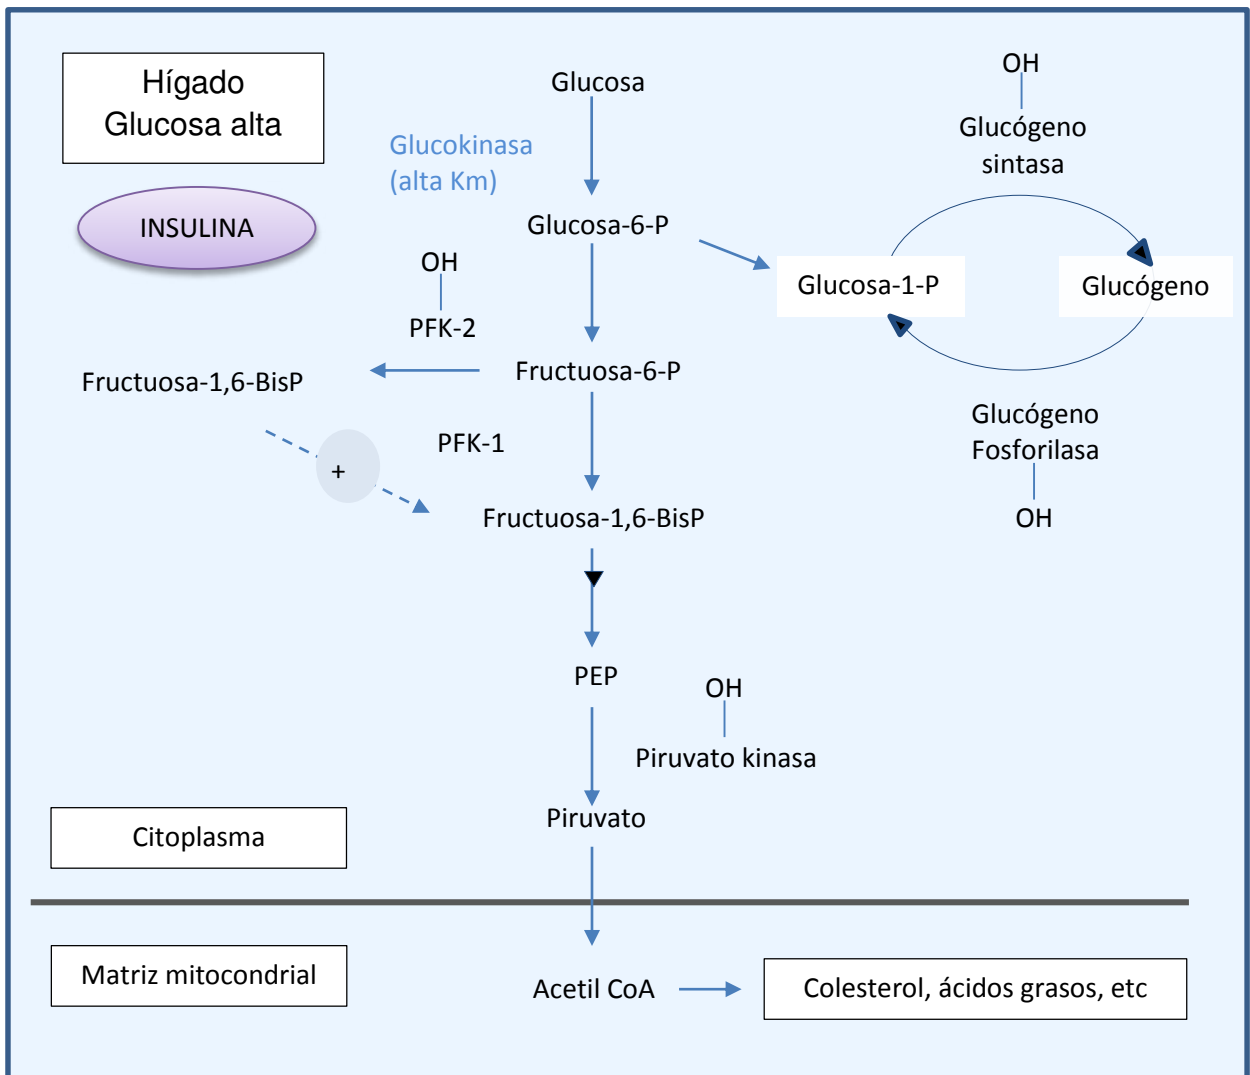 Hígado
Glucosa alta
INSULINA
Glucosa
Glucokinasa
(alta Km)
Glucosa-6-P
OH
PFK-2
Fructuosa-1,6-BisP
Fructuosa-6-P
PFK-1
+
Fructuosa-1,6-BisP
PEP
OH
Piruvato kinasa
Piruvato
OH
Glucógeno
sintasa
Glucosa-1-P
Glucógeno
Glucógeno
Fosforilasa
OH
Citoplasma
Matriz mitocondrial
Acetil CoA
Colesterol, ácidos grasos, etc